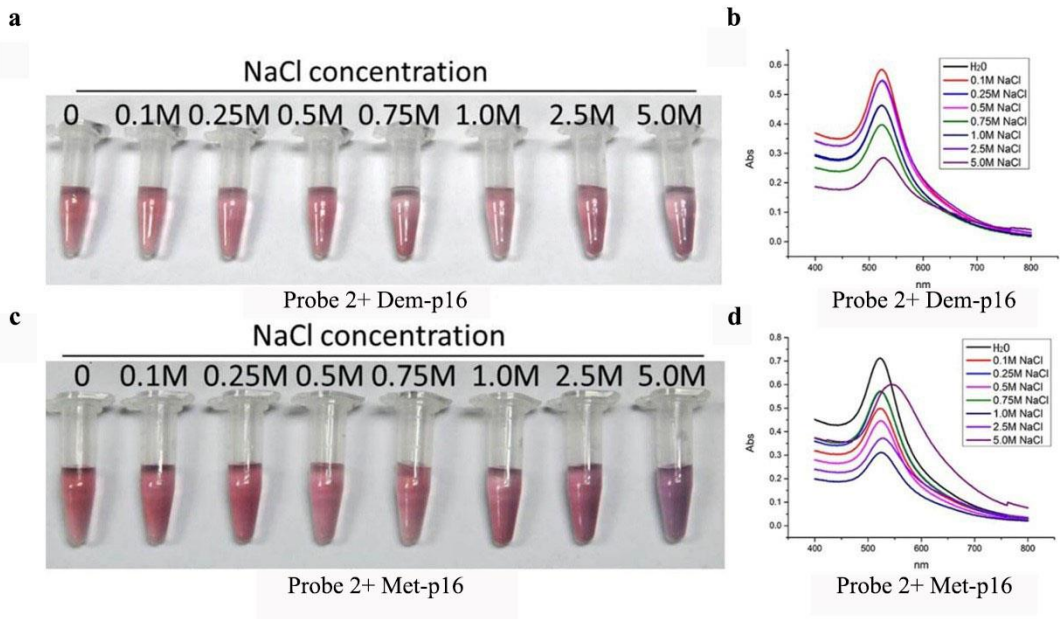 a
NaCl concentration
0 0.1M 0.25M 0.5M 0.75M 1.0M 2.5M 5.0M
Probe 2+ Dem-p16
b
0.6
0.5
0.4
0.3
0.2
0.1
0.0
Abs
H₂O
0.1M NaCl
0.25M NaCl
0.5M NaCl
0.75M NaCl
1.0M NaCl
2.5M NaCl
5.0M NaCl
400 500 600 700 800
nm
Probe 2+ Dem-p16
c
NaCl concentration
0 0.1M 0.25M 0.5M 0.75M 1.0M 2.5M 5.0M
Probe 2+ Met-p16
d
0.8
0.7
0.6
0.5
0.4
0.3
0.2
0.1
0.0
Abs
H₂O
0.1M NaCl
0.25M NaCl
0.5M NaCl
0.75M NaCl
1.0M NaCl
2.5M NaCl
5.0M NaCl
400 500 600 700 800
nm
Probe 2+ Met-p16